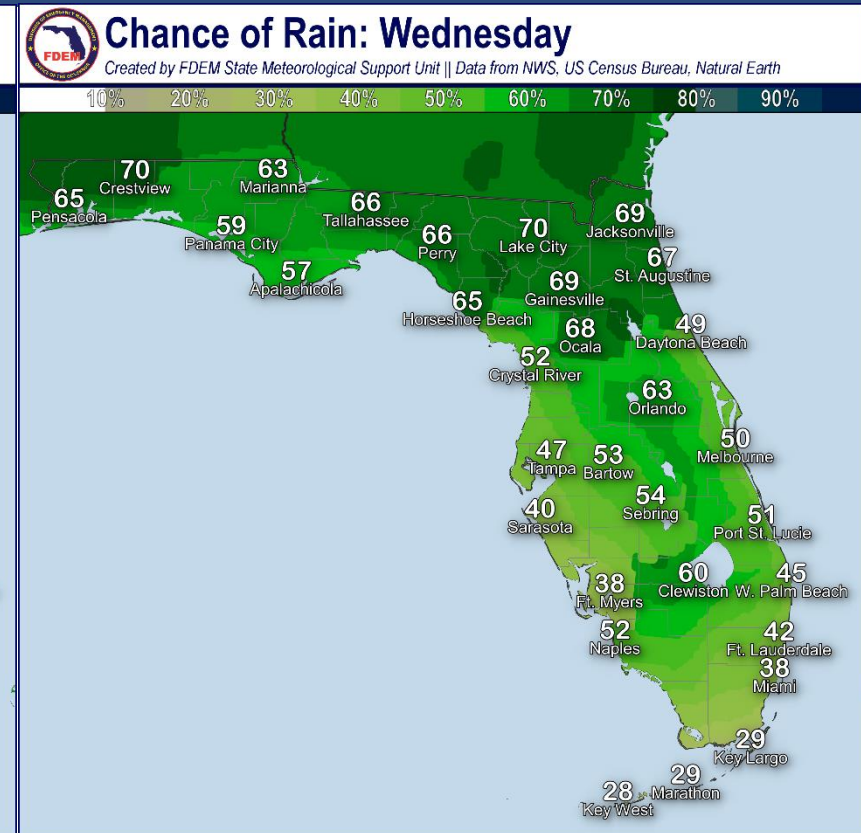 FDEM
Chance of Rain: Wednesday
Created by FDEM State Meteorological Support Unit || Data from NWS, US Census Bureau, Natural Earth
10% 20% 30% 40% 50% 60% 70% 80% 90%
70
Crestview
63
Marianna
65
Pensacola
66
Tallahassee
59
Panama City
66
Perry
70
Lake City
69
Jacksonville
67
St. Augustine
57
Apalachicola
69
Gainesville
65
Horseshoe Beach
68
Ocala
49
Daytona Beach
52
Crystal River
63
Orlando
47
Tampa
53
Bartow
50
Melbourne
40
Sarasota
54
Sebring
51
Port St. Lucie
38
Ft. Myers
60
Clewiston
45
W. Palm Beach
52
Naples
42
Ft. Lauderdale
38
Miami
29
Key Largo
29
Marathon
28
Key West